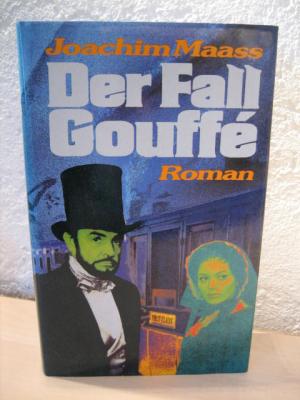 Joachim Maass
Der Fall
Gouffé
Roman